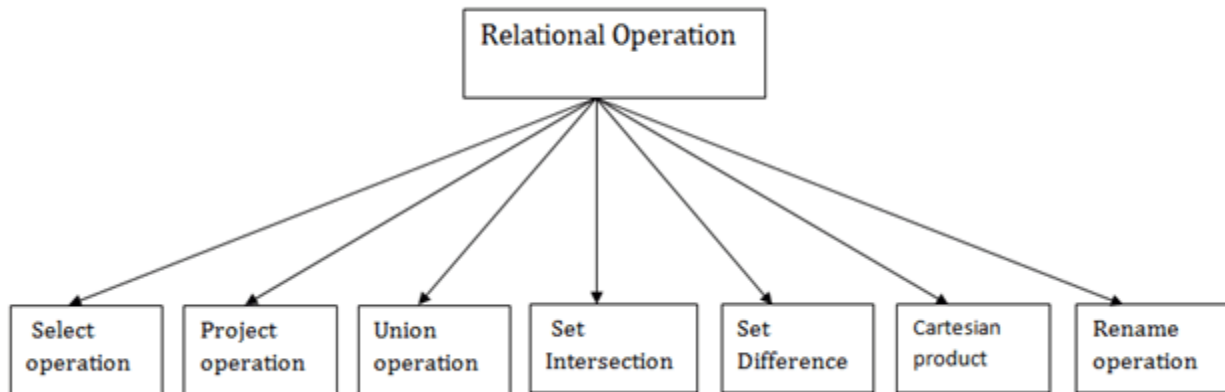 Relational Operation
Select
operation
Project
operation
Union
operation
Set
Intersection
Set
Difference
Cartesian
product
Rename
operation